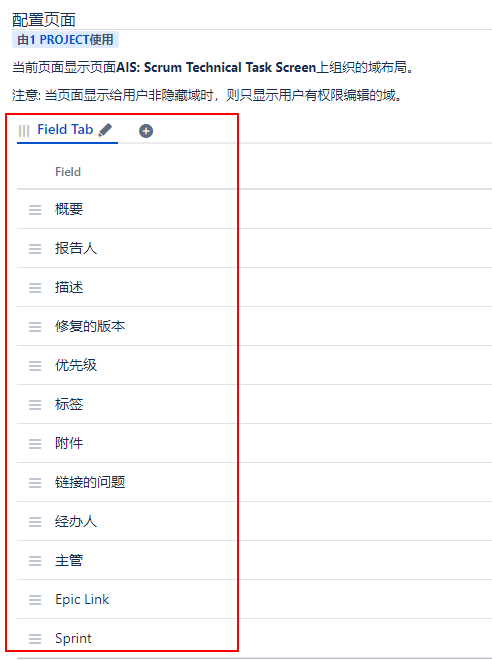 配置页面
由1 PROJECT使用
当前页面显示页面AIS: Scrum Technical Task Screen上组织的域布局。
注意: 当页面显示给用户非隐藏域时，则只显示用户有权限编辑的域。
Field Tab
Field
概要
报告人
描述
修复的版本
优先级
标签
附件
链接的问题
经办人
主管
Epic Link
Sprint